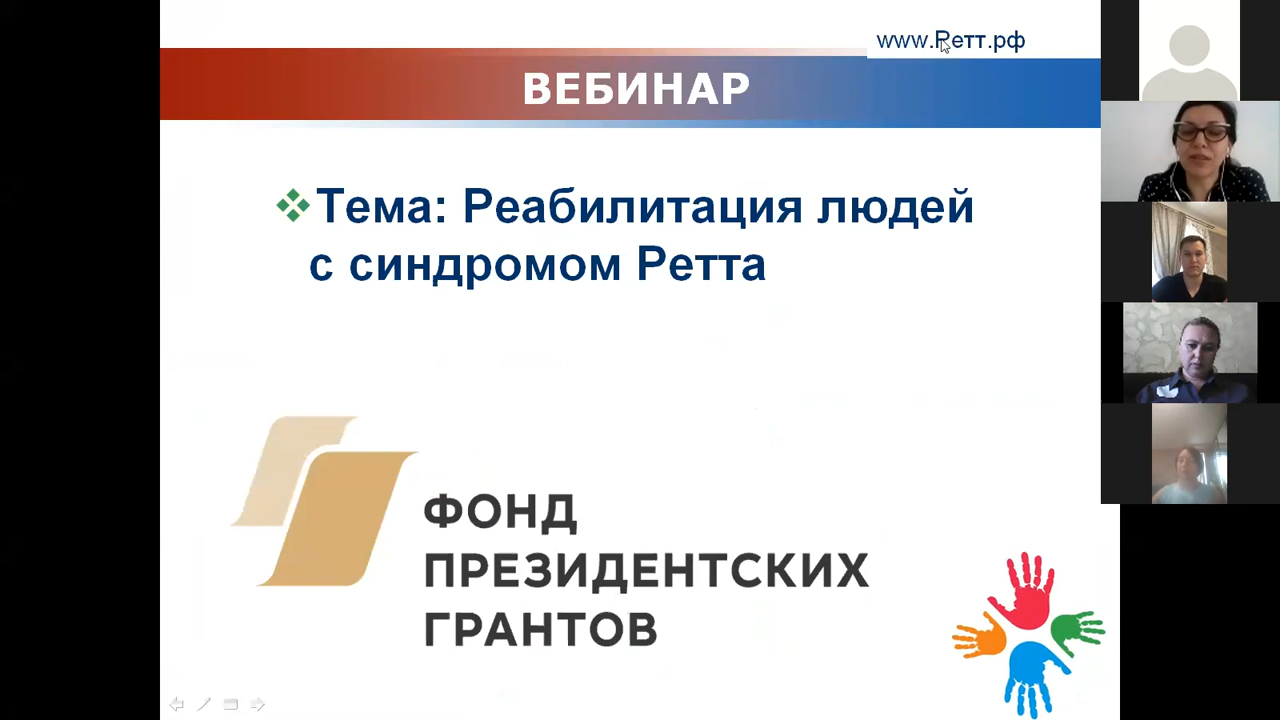 www.Ретт.рф
ВЕБИНАР
Тема: Реабилитация людей
с синдромом Ретта
ФОНД
ПРЕЗИДЕНТСКИХ
ГРАНТОВ